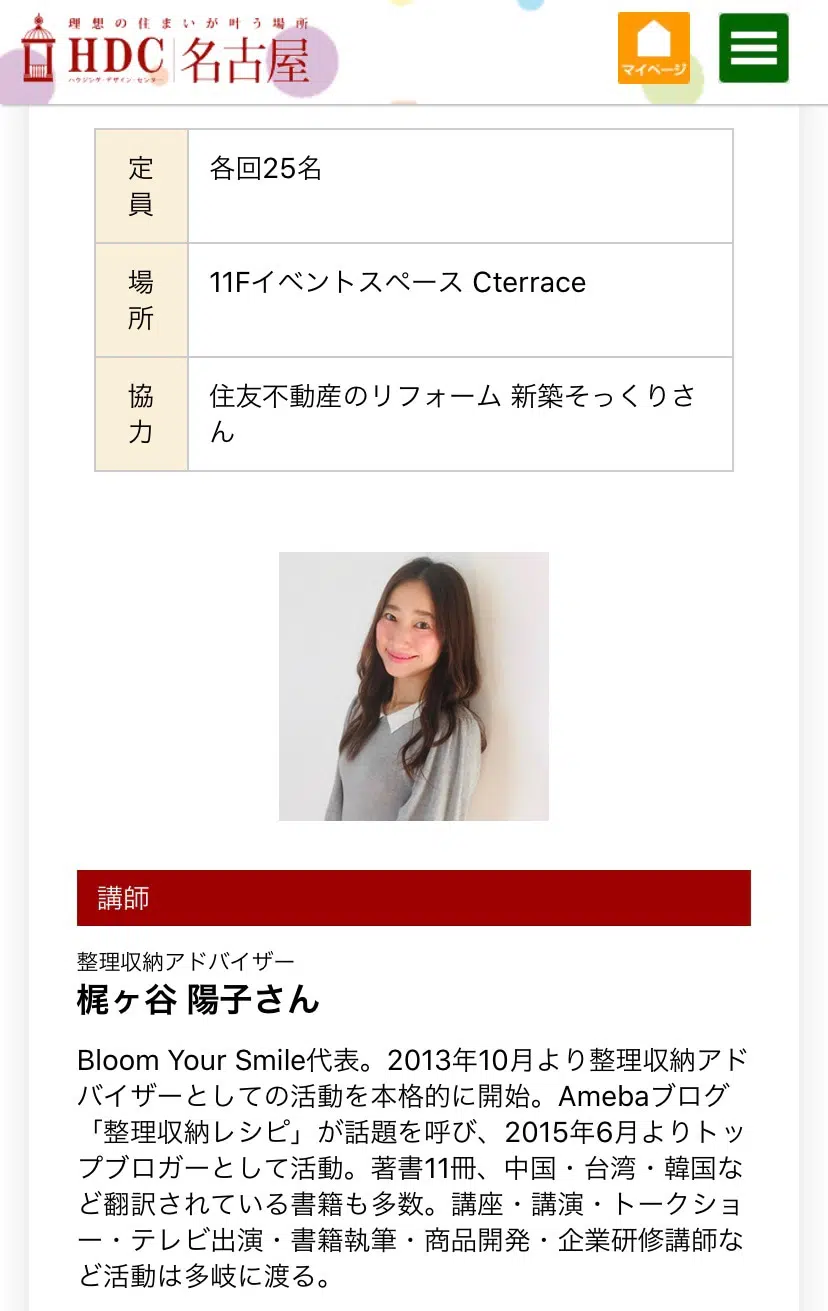 理想の住まいが叶う場所
HDC 名古屋
ハウジング・デザイン・センター
マイページ
定員
各回25名
場所
11Fイベントスペース Cterrace
協力
住友不動産のリフォーム 新築そっくりさ
ん
講師
整理収納アドバイザー
梶ヶ谷 陽子さん
Bloom Your Smile代表。2013年10月より整理収納アド
バイザーとしての活動を本格的に開始。Amebaブログ
「整理収納レシピ」が話題を呼び、2015年6月よりトッ
プブロガーとして活動。著書11冊、中国・台湾・韓国な
ど翻訳されている書籍も多数。講座・講演・トークショ
ー・テレビ出演・書籍執筆・商品開発・企業研修講師な
ど活動は多岐に渡る。